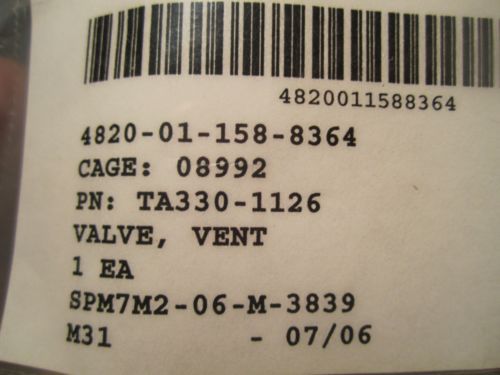 4820011588364
4820-01-158-8364
CAGE: 08992
PN: TA330-1126
VALVE, VENT
1 EA
SPM7M2-06-M-3839
M31 - 07/06